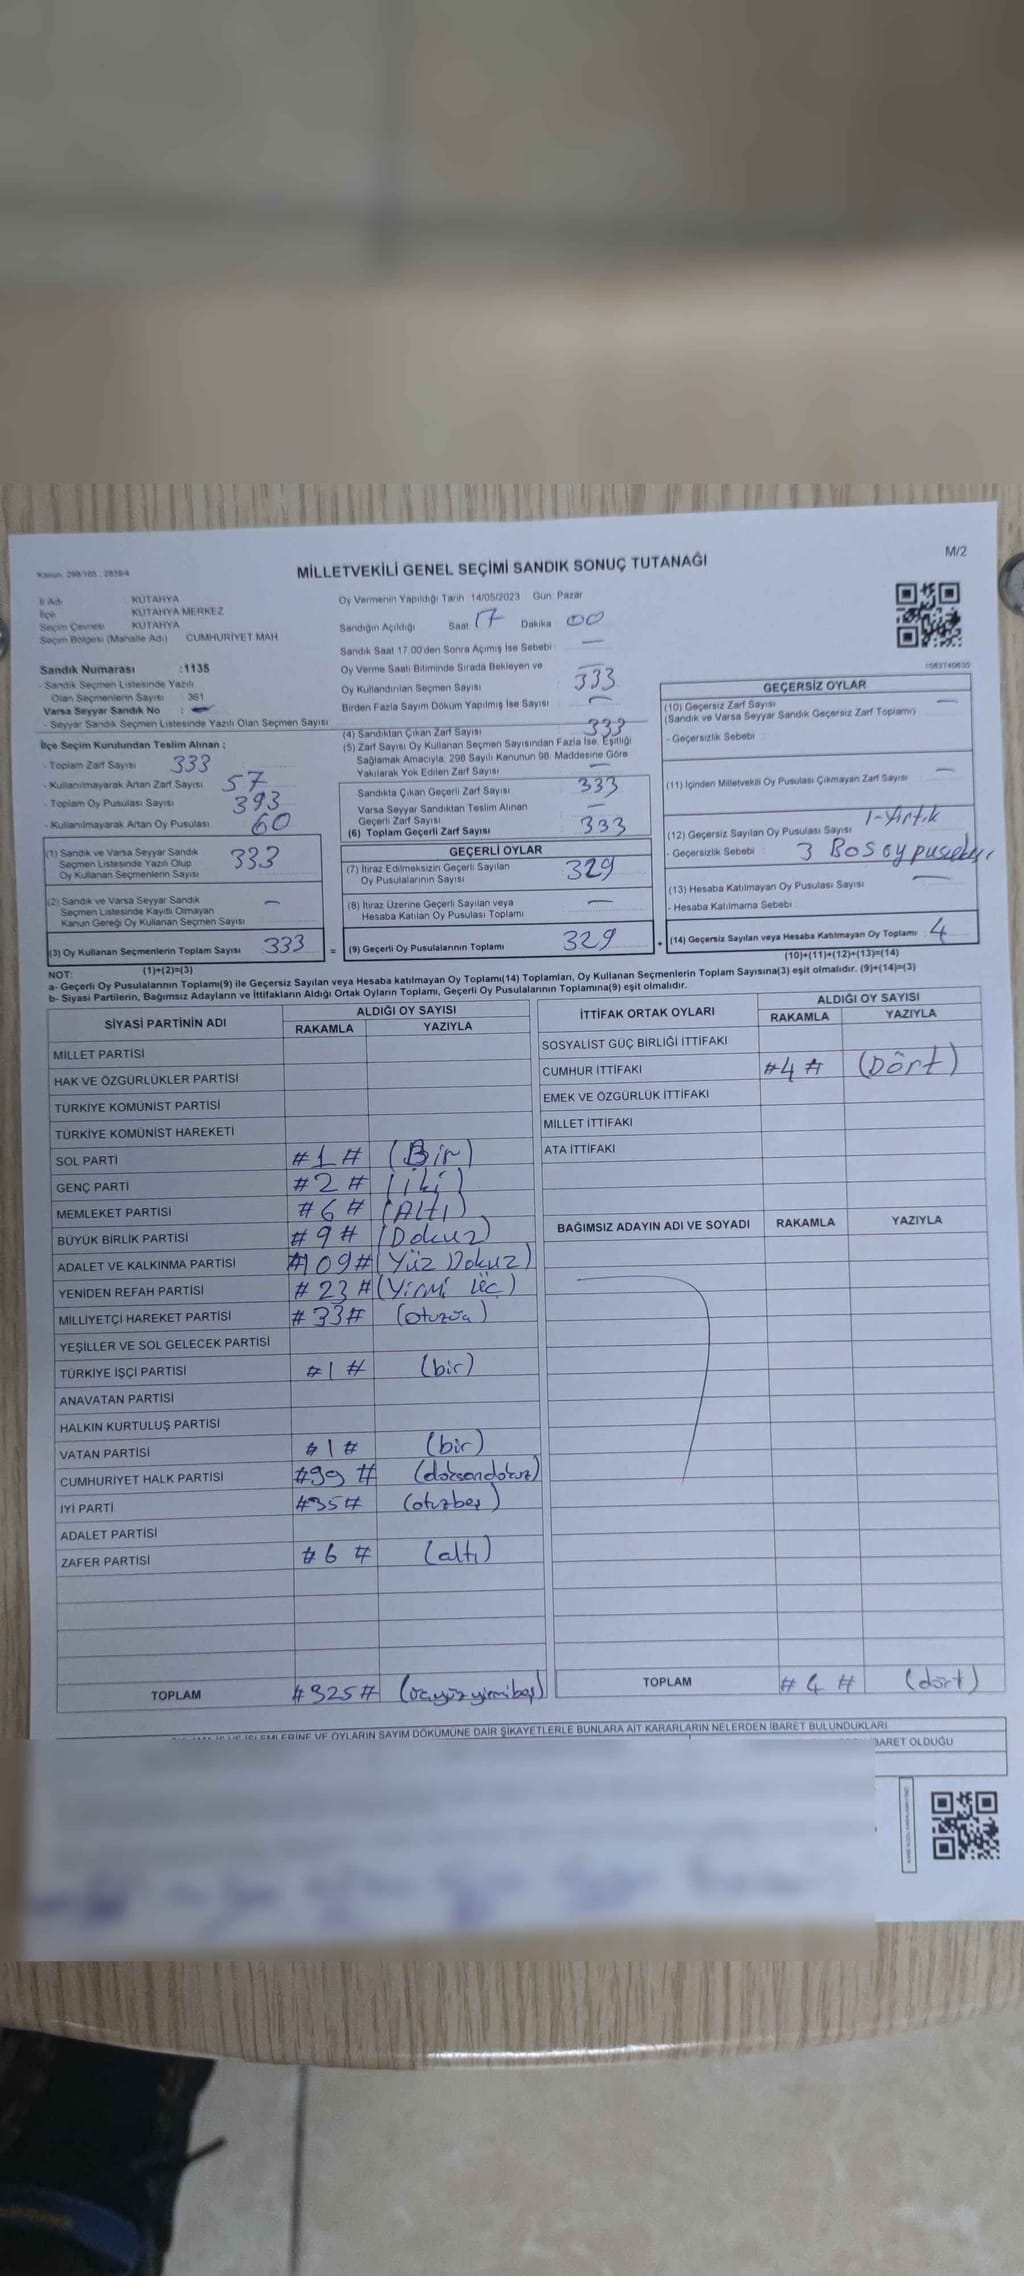 M/2
Kanun: 298/105 , 2839/4
MİLLETVEKİLİ GENEL SEÇİMİ SANDIK SONUÇ TUTANAĞI
İl Adı : KÜTAHYA
İlçe : KÜTAHYA MERKEZ
Seçim Çevresi : KÜTAHYA
Seçim Bölgesi (Mahalle Adı) CUMHURİYET MAH
Sandık Numarası :1135
- Sandık Seçmen Listesinde Yazılı
Olan Seçmenlerin Sayısı : 361
Varsa Seyyar Sandık No : —
- Seyyar Sandık Seçmen Listesinde Yazılı Olan Seçmen Sayısı
Oy Vermenin Yapıldığı Tarih 14/05/2023 Gün Pazar
Sandığın Açıldığı Saat 17 Dakika 00
Sandık Saat 17.00'den Sonra Açımış İse Sebebi : —
Oy Verme Saati Bitiminde Sırada Bekleyen ve
Oy Kullandırılan Seçmen Sayısı : 333
Birden Fazla Sayım Döküm Yapılmış İse Sayısı : —
1083740630
İlçe Seçim Kurulundan Teslim Alınan ;
- Toplam Zarf Sayısı 333
- Kullanılmayarak Artan Zarf Sayısı 57
- Toplam Oy Pusulası Sayısı 393
- Kullanılmayarak Artan Oy Pusulası 60
(1) Sandık ve Varsa Seyyar Sandık
Seçmen Listesinde Yazılı Olup
Oy Kullanan Seçmenlerin Sayısı 333
(2) Sandık ve Varsa Seyyar Sandık
Seçmen Listesinde Kayıtlı Olmayan
Kanun Gereği Oy Kullanan Seçmen Sayısı —
(3) Oy Kullanan Seçmenlerin Toplam Sayısı 333 =
(1)+(2)=(3)
(4) Sandıktan Çıkan Zarf Sayısı 333
(5) Zarf Sayısı Oy Kullanan Seçmen Sayısından Fazla İse, Eşitliği
Sağlamak Amacıyla, 298 Sayılı Kanunun 98. Maddesine Göre
Yakılarak Yok Edilen Zarf Sayısı —
Sandıkta Çıkan Geçerli Zarf Sayısı : 333
Varsa Seyyar Sandıktan Teslim Alınan
Geçerli Zarf Sayısı —
(6) Toplam Geçerli Zarf Sayısı : 333
GEÇERLİ OYLAR
(7) İtiraz Edilmeksizin Geçerli Sayılan
Oy Pusulalarının Sayısı : 329
(8) İtiraz Üzerine Geçerli Sayılan veya
Hesaba Katılan Oy Pusulası Toplamı —
(9) Geçerli Oy Pusulalarının Toplamı : 329 +
GEÇERSİZ OYLAR
(10) Geçersiz Zarf Sayısı —
(Sandık ve Varsa Seyyar Sandık Geçersiz Zarf Toplamı)
- Geçersizlik Sebebi :
(11) İçinden Milletvekili Oy Pusulası Çıkmayan Zarf Sayısı —
(12) Geçersiz Sayılan Oy Pusulası Sayısı 1-Artık
- Geçersizlik Sebebi : 3 Bos oy pusulası
(13) Hesaba Katılmayan Oy Pusulası Sayısı —
- Hesaba Katılmama Sebebi :
(14) Geçersiz Sayılan veya Hesaba Katılmayan Oy Toplamı 4
(10)+(11)+(12)+(13)=(14)
NOT:
a- Geçerli Oy Pusulalarının Toplamı(9) ile Geçersiz Sayılan veya Hesaba katılmayan Oy Toplamı(14) Toplamları, Oy Kullanan Seçmenlerin Toplam Sayısına(3) eşit olmalıdır. (9)+(14)=(3)
b- Siyasi Partilerin, Bağımsız Adayların ve İttifakların Aldığı Ortak Oyların Toplamı, Geçerli Oy Pusulalarının Toplamına(9) eşit olmalıdır.
SİYASİ PARTİNİN ADI ALDIĞI OY SAYISI
RAKAMLA YAZIYLA
MİLLET PARTİSİ
HAK VE ÖZGÜRLÜKLER PARTİSİ
TÜRKİYE KOMÜNİST PARTİSİ
TÜRKİYE KOMÜNİST HAREKETİ
SOL PARTİ #1# (Bir)
GENÇ PARTİ #2# (iki)
MEMLEKET PARTİSİ #6# (Altı)
BÜYÜK BİRLİK PARTİSİ #9# (Dokuz)
ADALET VE KALKINMA PARTİSİ #109# (Yüz Dokuz)
YENİDEN REFAH PARTİSİ #23# (Yirmi Üç)
MİLLİYETÇİ HAREKET PARTİSİ #33# (otuzüç)
YEŞİLLER VE SOL GELECEK PARTİSİ
TÜRKİYE İŞÇİ PARTİSİ #1# (bir)
ANAVATAN PARTİSİ
HALKIN KURTULUŞ PARTİSİ
VATAN PARTİSİ #1# (bir)
CUMHURİYET HALK PARTİSİ #99# (doksandokuz)
İYİ PARTİ #35# (otuzbeş)
ADALET PARTİSİ
ZAFER PARTİSİ #6# (altı)
TOPLAM #325# (üçyüzyirmibeş)
İTTİFAK ORTAK OYLARI ALDIĞI OY SAYISI
RAKAMLA YAZIYLA
SOSYALİST GÜÇ BİRLİĞİ İTTİFAKI
CUMHUR İTTİFAKI #4# (Dört)
EMEK VE ÖZGÜRLÜK İTTİFAKI
MİLLET İTTİFAKI
ATA İTTİFAKI
BAĞIMSIZ ADAYIN ADI VE SOYADI RAKAMLA YAZIYLA
TOPLAM #4# (dört)
İŞLEMLERİNE VE OYLARIN SAYIM DÖKÜMÜNE DAİR ŞİKAYETLERLE BUNLARA AİT KARARLARIN NELERDEN İBARET BULUNDUKLARI
İBARET OLDUĞU